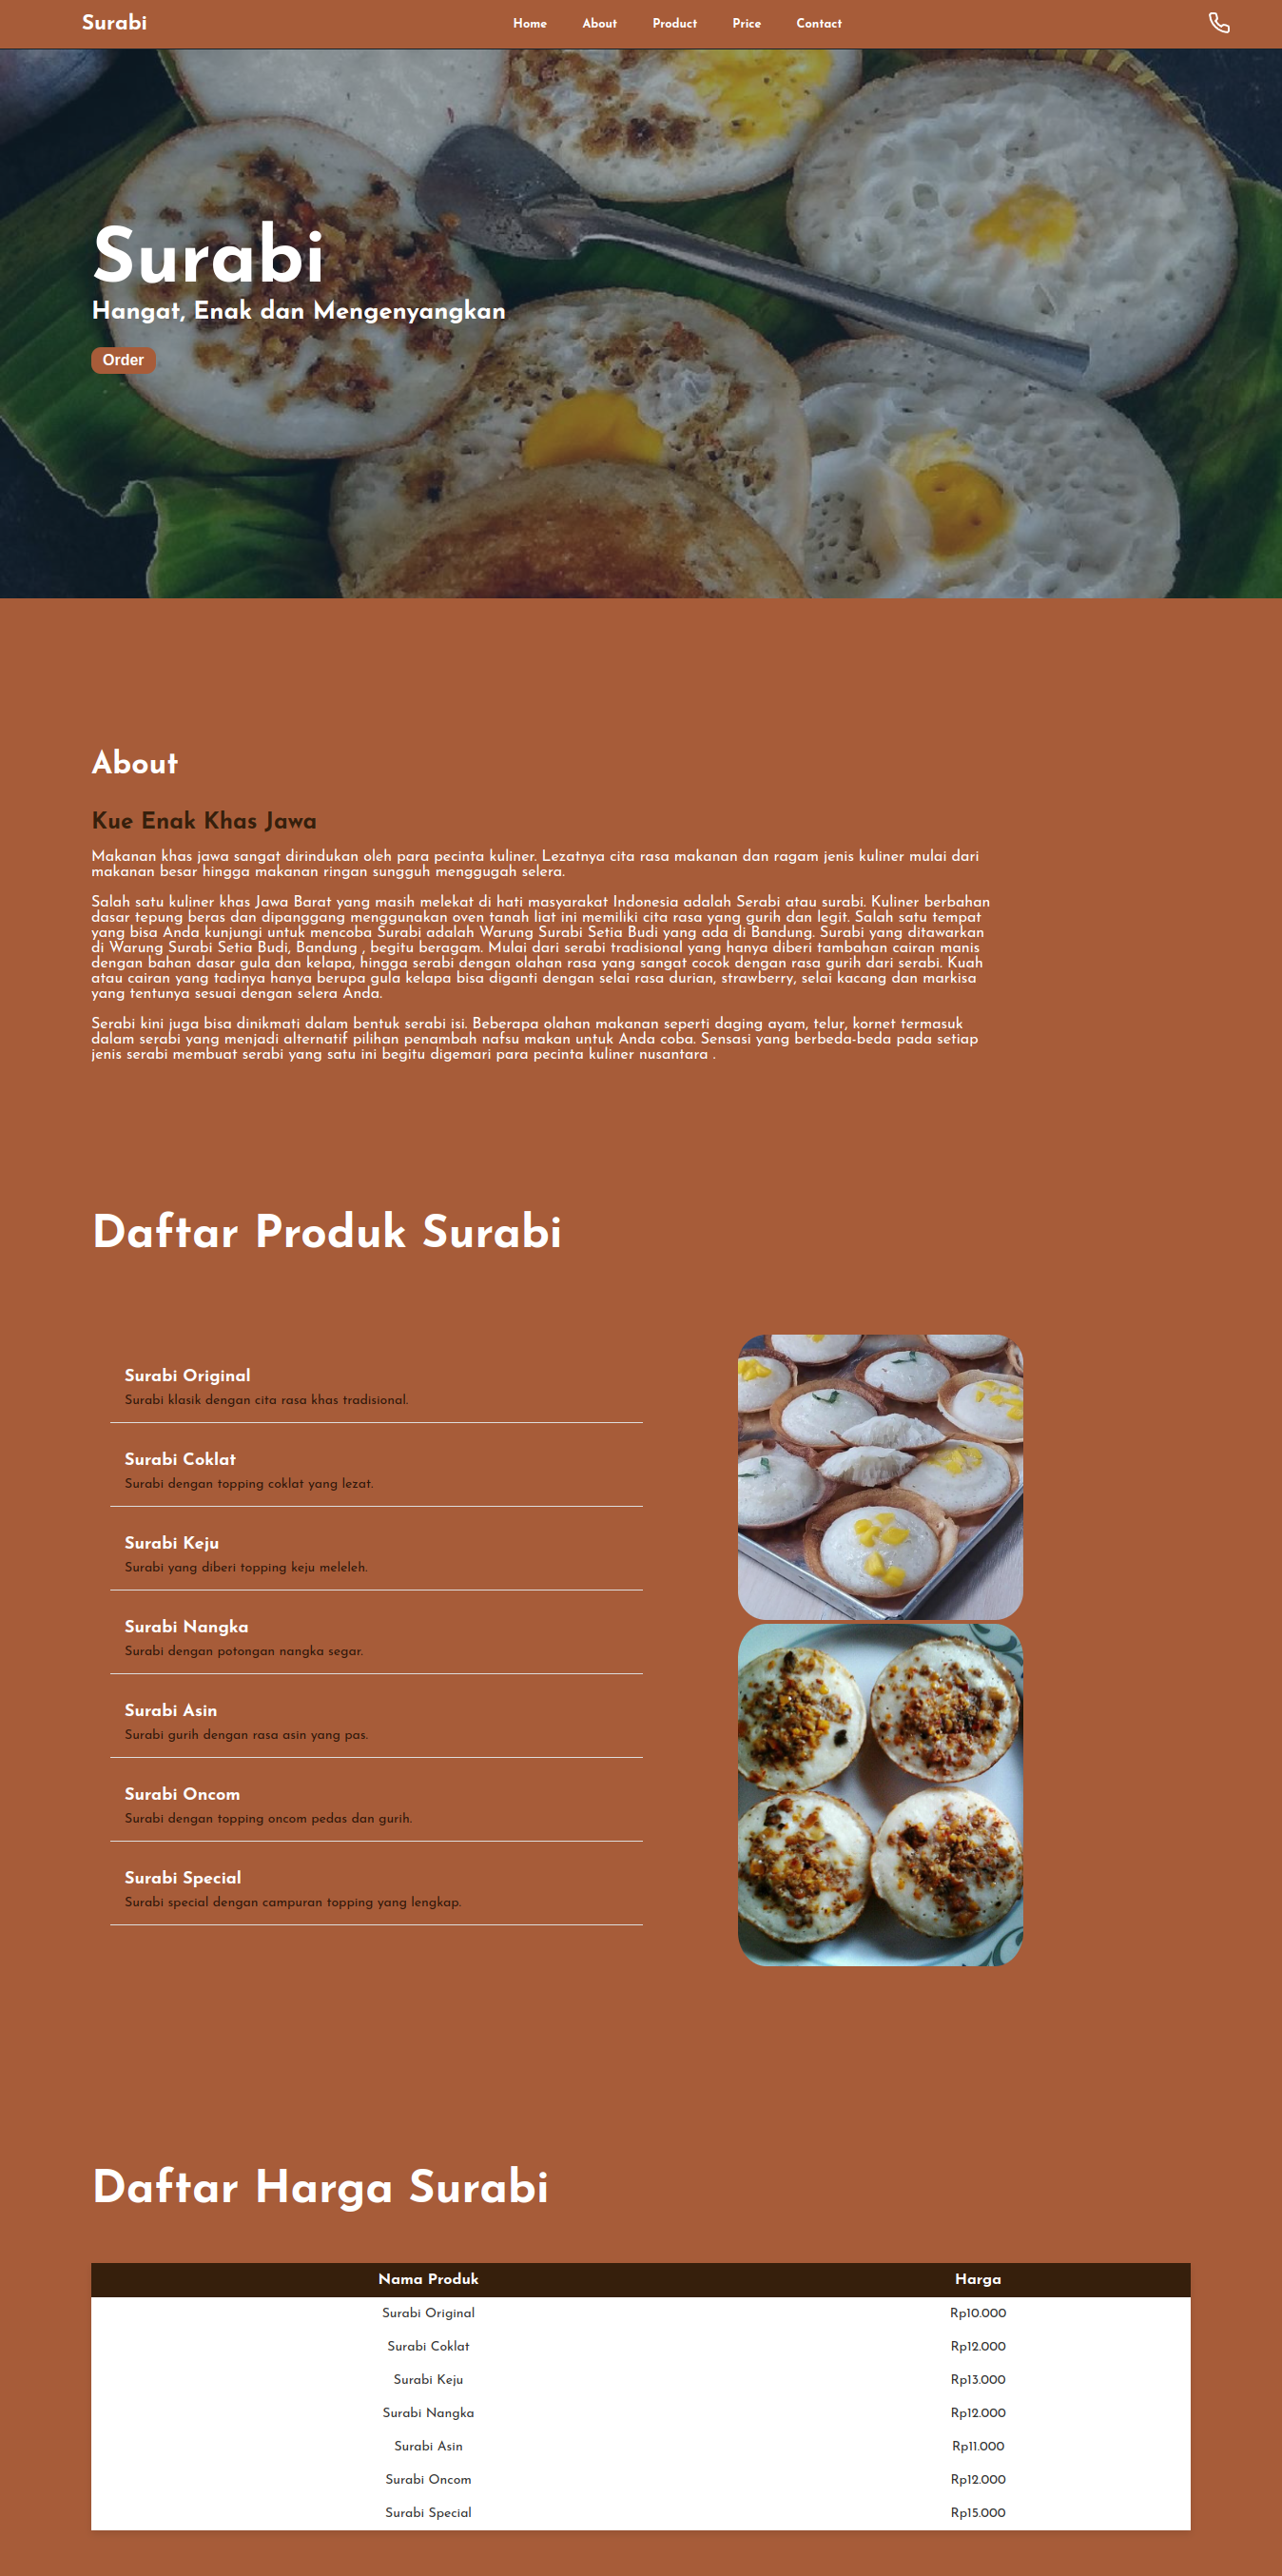 Surabi
Home About Product Price Contact
Surabi
Hangat, Enak dan Mengenyangkan
Order
About
Kue Enak Khas Jawa
Makanan khas jawa sangat dirindukan oleh para pecinta kuliner. Lezatnya cita rasa makanan dan ragam jenis kuliner mulai dari
makanan besar hingga makanan ringan sungguh menggugah selera.
Salah satu kuliner khas Jawa Barat yang masih melekat di hati masyarakat Indonesia adalah Serabi atau surabi. Kuliner berbahan
dasar tepung beras dan dipanggang menggunakan oven tanah liat ini memiliki cita rasa yang gurih dan legit. Salah satu tempat
yang bisa Anda kunjungi untuk mencoba Surabi adalah Warung Surabi Setia Budi yang ada di Bandung. Surabi yang ditawarkan
di Warung Surabi Setia Budi, Bandung , begitu beragam. Mulai dari serabi tradisional yang hanya diberi tambahan cairan manis
dengan bahan dasar gula dan kelapa, hingga serabi dengan olahan rasa yang sangat cocok dengan rasa gurih dari serabi. Kuah
atau cairan yang tadinya hanya berupa gula kelapa bisa diganti dengan selai rasa durian, strawberry, selai kacang dan markisa
yang tentunya sesuai dengan selera Anda.
Serabi kini juga bisa dinikmati dalam bentuk serabi isi. Beberapa olahan makanan seperti daging ayam, telur, kornet termasuk
dalam serabi yang menjadi alternatif pilihan penambah nafsu makan untuk Anda coba. Sensasi yang berbeda-beda pada setiap
jenis serabi membuat serabi yang satu ini begitu digemari para pecinta kuliner nusantara .
Daftar Produk Surabi
Surabi Original
Surabi klasik dengan cita rasa khas tradisional.
Surabi Coklat
Surabi dengan topping coklat yang lezat.
Surabi Keju
Surabi yang diberi topping keju meleleh.
Surabi Nangka
Surabi dengan potongan nangka segar.
Surabi Asin
Surabi gurih dengan rasa asin yang pas.
Surabi Oncom
Surabi dengan topping oncom pedas dan gurih.
Surabi Special
Surabi special dengan campuran topping yang lengkap.
Daftar Harga Surabi
Nama Produk Harga
Surabi Original Rp10.000
Surabi Coklat Rp12.000
Surabi Keju Rp13.000
Surabi Nangka Rp12.000
Surabi Asin Rp11.000
Surabi Oncom Rp12.000
Surabi Special Rp15.000